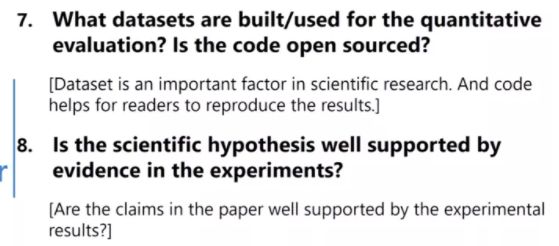 7. What datasets are built/used for the quantitative
evaluation? Is the code open sourced?
[Dataset is an important factor in scientific research. And code
helps for readers to reproduce the results.]
8. Is the scientific hypothesis well supported by
evidence in the experiments?
[Are the claims in the paper well supported by the experimental
results?]